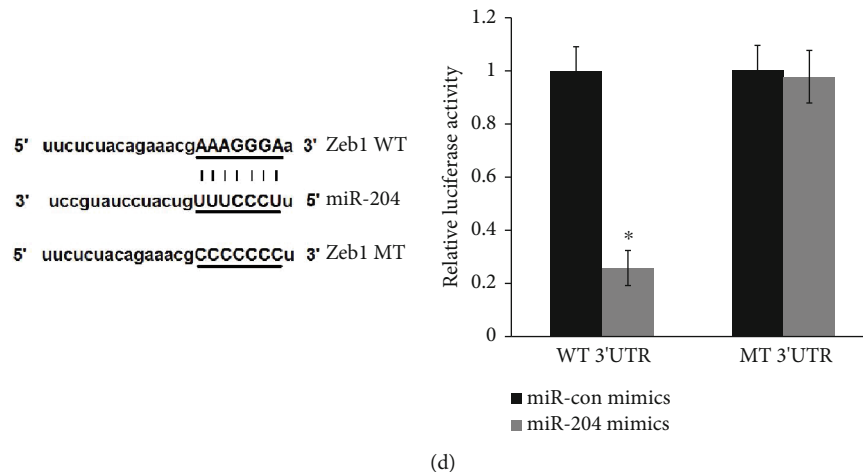 5' uucucuacagaaacgAAAGGGAa 3' Zeb1 WT
3' uccguauccuacugUUUCCCUu 5' miR-204
5' uucucuacagaaacgCCCCCCCu 3' Zeb1 MT
Relative luciferase activity
1.2
1
0.8
0.6
0.4
0.2
0
*
WT 3'UTR
MT 3'UTR
miR-con mimics
miR-204 mimics
(d)